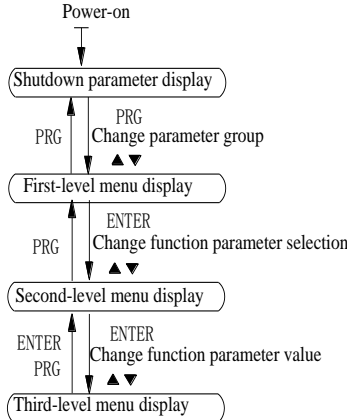 Power-on
Shutdown parameter display
PRG
PRG
Change parameter group
▲ ▼
First-level menu display
ENTER
PRG
Change function parameter selection
▲ ▼
Second-level menu display
ENTER
ENTER
Change function parameter value
PRG
▲ ▼
Third-level menu display